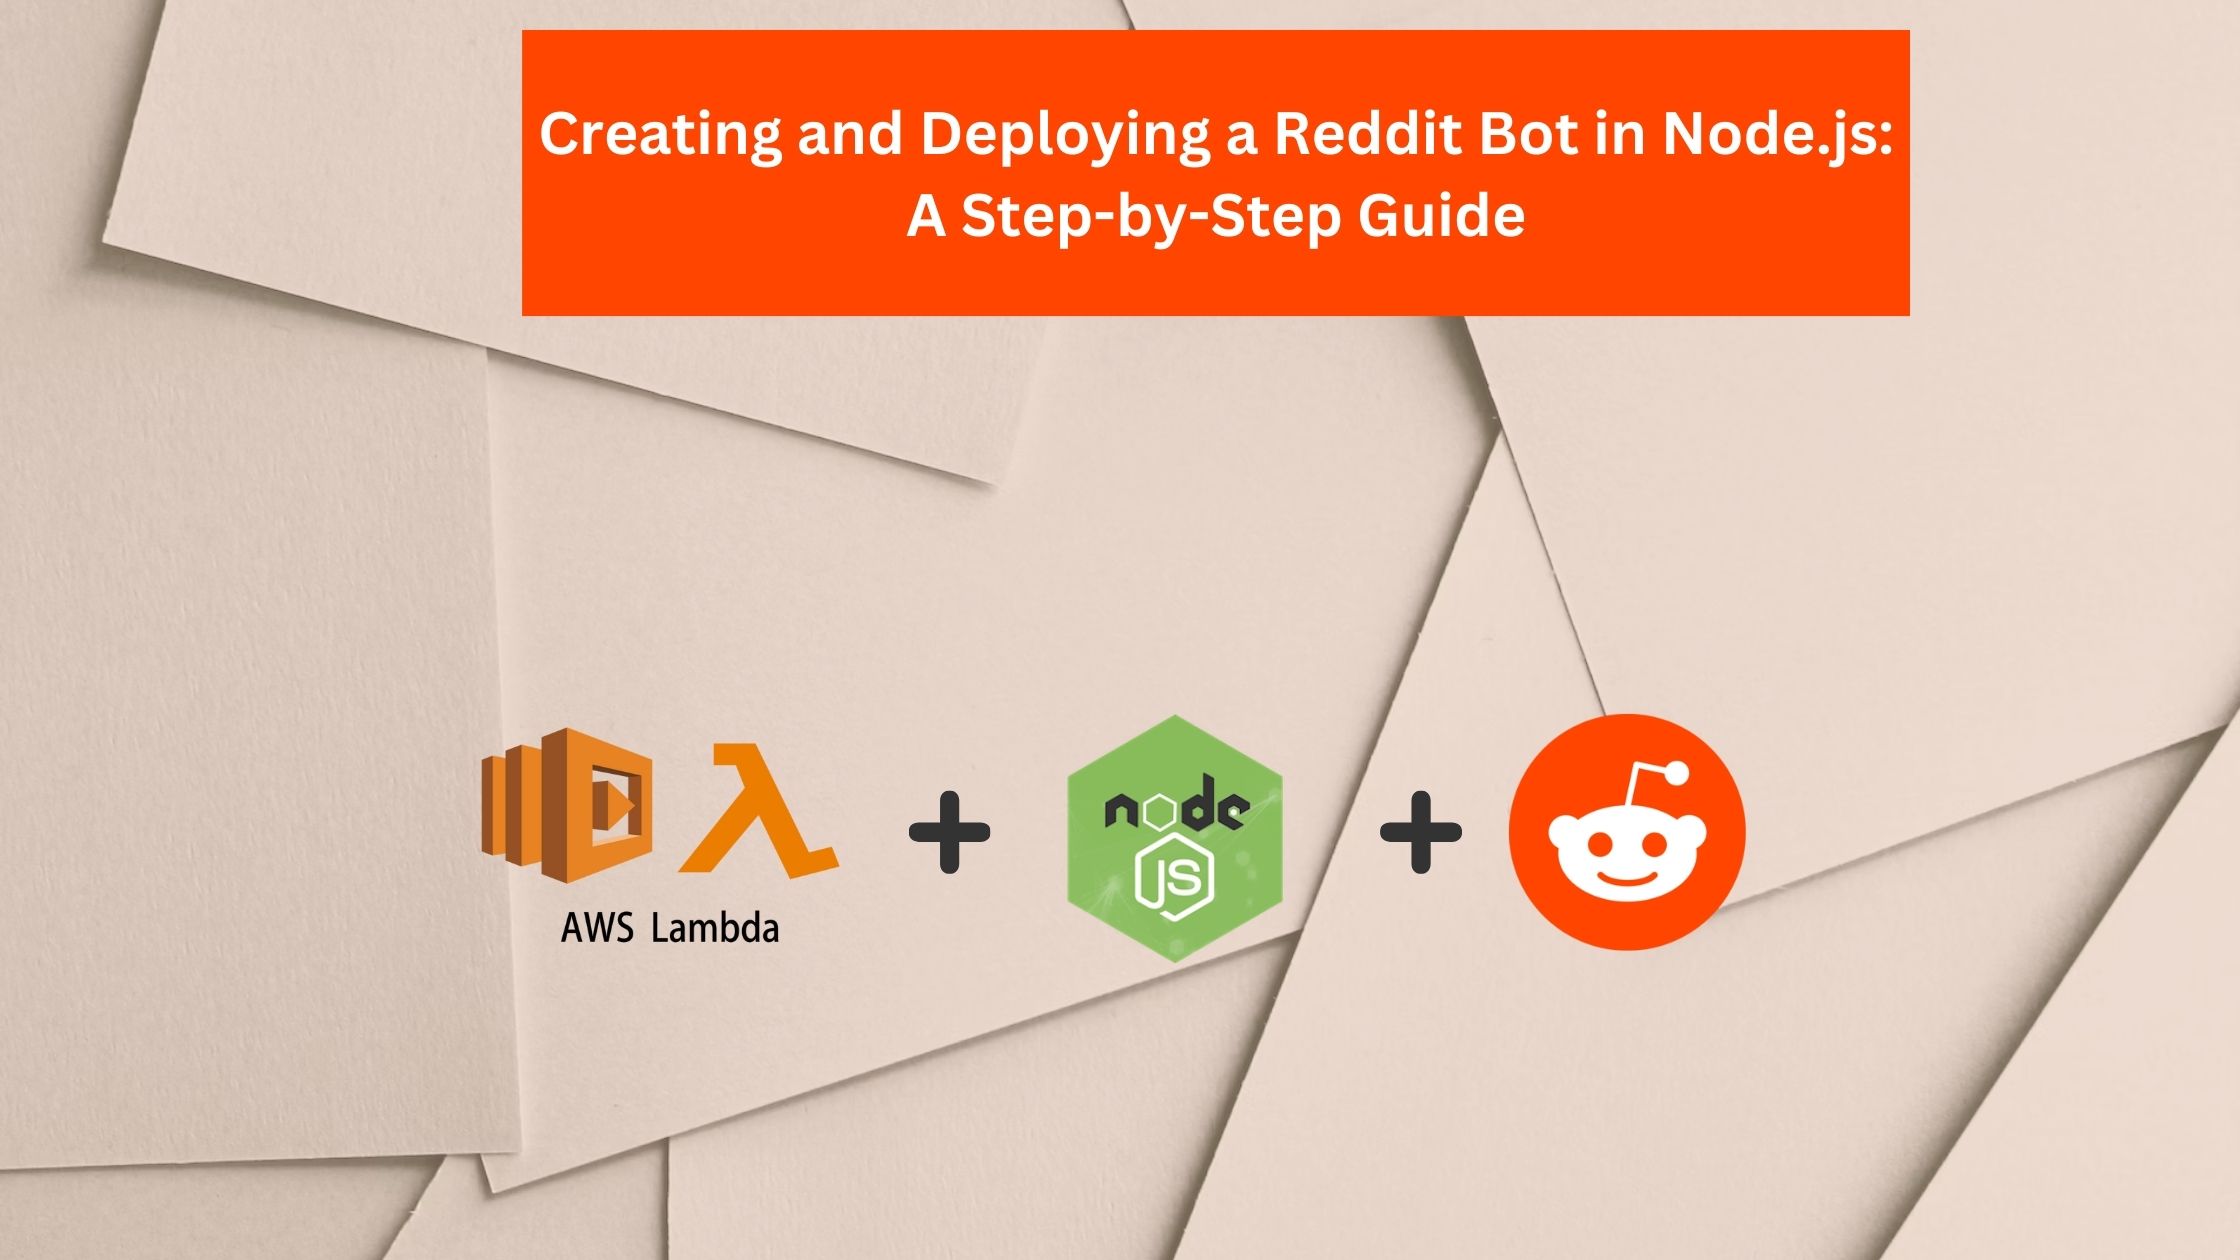 Creating and Deploying a Reddit Bot in Node.js:
A Step-by-Step Guide
node
JS
AWS Lambda